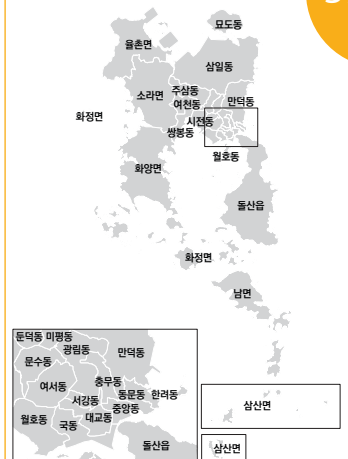 묘도동
율촌면
삼일동
소라면
주삼동
여천동
만덕동
화정면
시전동
쌍봉동
월호동
화양면
돌산읍
화정면
남면
둔덕동 미평동
광림동
만덕동
문수동
여서동
충무동
동문동
한려동
서강동
중앙동
월호동
대교동
국동
돌산읍
삼산면
삼산면